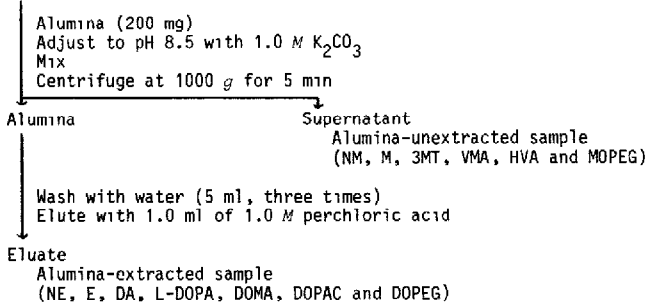 Alumina (200 mg)
Adjust to pH 8.5 with 1.0 M K2CO3
Mix
Centrifuge at 1000 g for 5 min
Alumina Supernatant
Alumina-unextracted sample
(NM, M, 3MT, VMA, HVA and MOPEG)
Wash with water (5 ml, three times)
Elute with 1.0 ml of 1.0 M perchloric acid
Eluate
Alumina-extracted sample
(NE, E, DA, L-DOPA, DOMA, DOPAC and DOPEG)